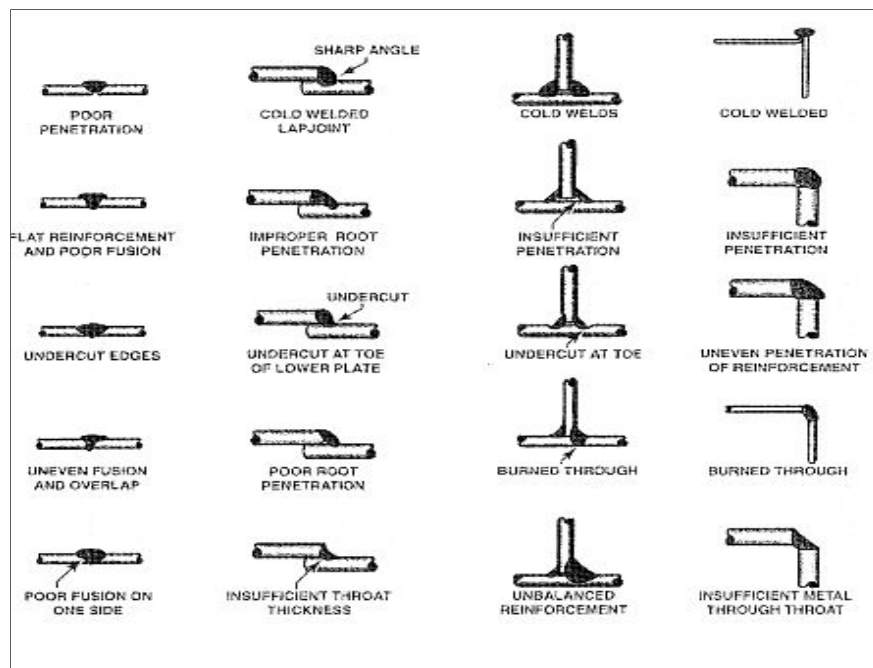 SHARP ANGLE
POOR
PENETRATION
COLD WELDED
LAPJOINT
COLD WELDS
COLD WELDED
FLAT REINFORCEMENT
AND POOR FUSION
IMPROPER ROOT
PENETRATION
INSUFFICIENT
PENETRATION
INSUFFICIENT
PENETRATION
UNDERCUT
UNDERCUT EDGES
UNDERCUT AT TOE
OF LOWER PLATE
UNDERCUT AT TOE
UNEVEN PENETRATION
OF REINFORCEMENT
UNEVEN FUSION
AND OVERLAP
POOR ROOT
PENETRATION
BURNED THROUGH
BURNED THROUGH
POOR FUSION ON
ONE SIDE
INSUFFICIENT THROAT
THICKNESS
UNBALANCED
REINFORCEMENT
INSUFFICIENT METAL
THROUGH THROAT